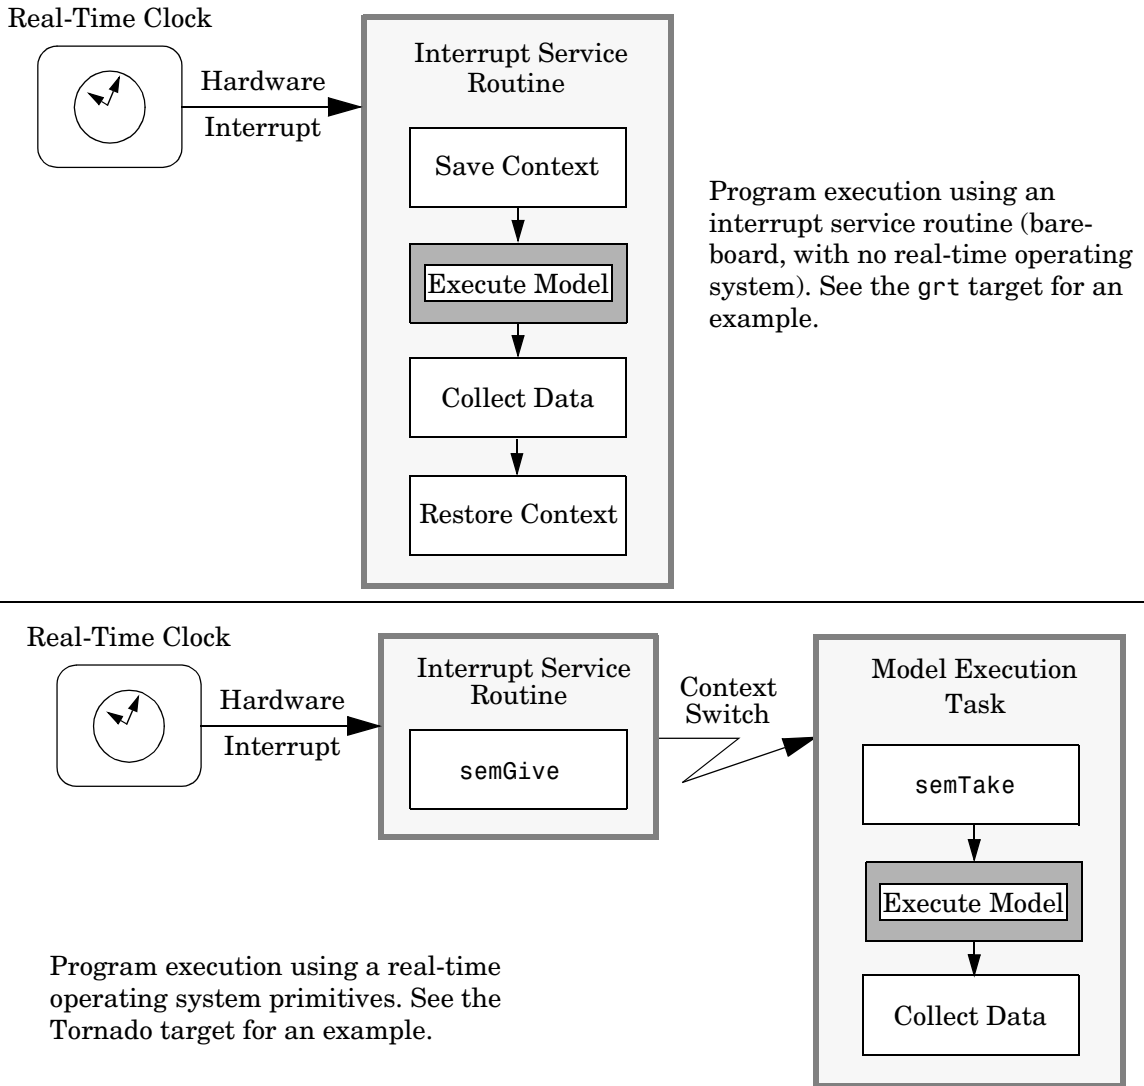 Real-Time Clock
Hardware
Interrupt
Interrupt Service
Routine
Save Context
Execute Model
Collect Data
Restore Context
Program execution using an
interrupt service routine (bare-
board, with no real-time operating
system). See the grt target for an
example.
Real-Time Clock
Hardware
Interrupt
Interrupt Service
Routine
semGive
Context
Switch
Model Execution
Task
semTake
Execute Model
Collect Data
Program execution using a real-time
operating system primitives. See the
Tornado target for an example.